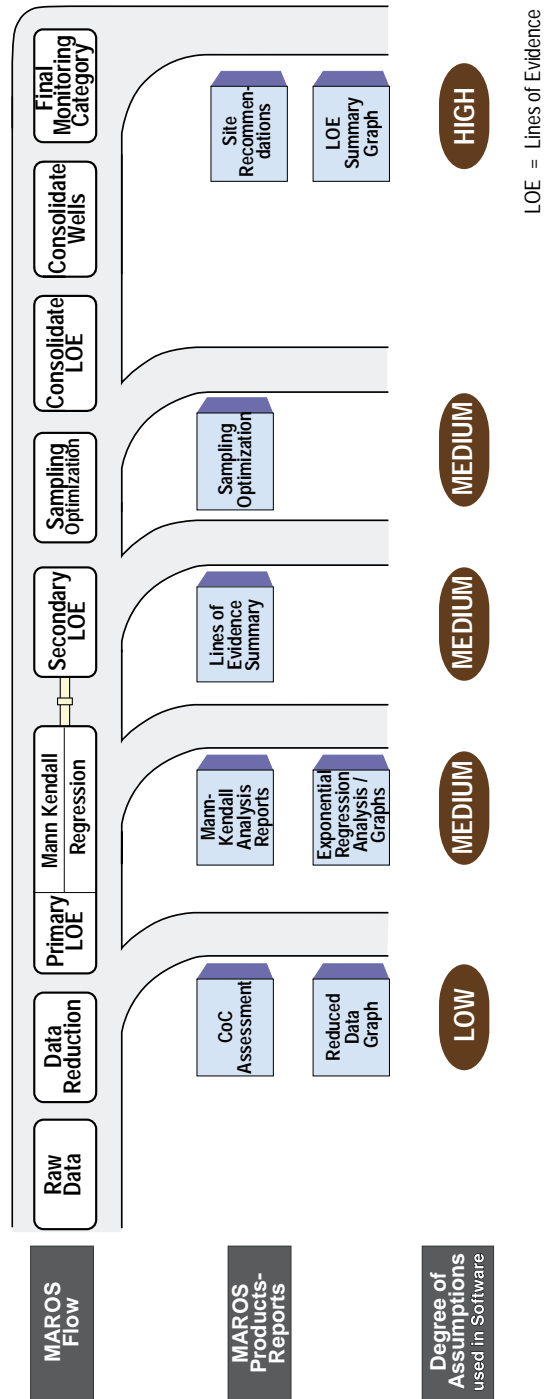 MAROS
Flow
Raw
Data
Data
Reduction
Primary
LOE
Mann Kendall
Regression
Secondary
LOE
Sampling
Optimization
Consolidate
LOE
Consolidate
Wells
Final
Monitoring
Category
MAROS
Products-
Reports
CoC
Assessment
Reduced
Data
Graph
Mann-
Kendall
Analysis
Reports
Exponential
Regression
Analysis /
Graphs
Lines of
Evidence
Summary
Sampling
Optimization
Site
Recommen-
dations
LOE
Summary
Graph
Degree of
Assumptions
used in Software
LOW
MEDIUM
MEDIUM
MEDIUM
HIGH
LOE = Lines of Evidence